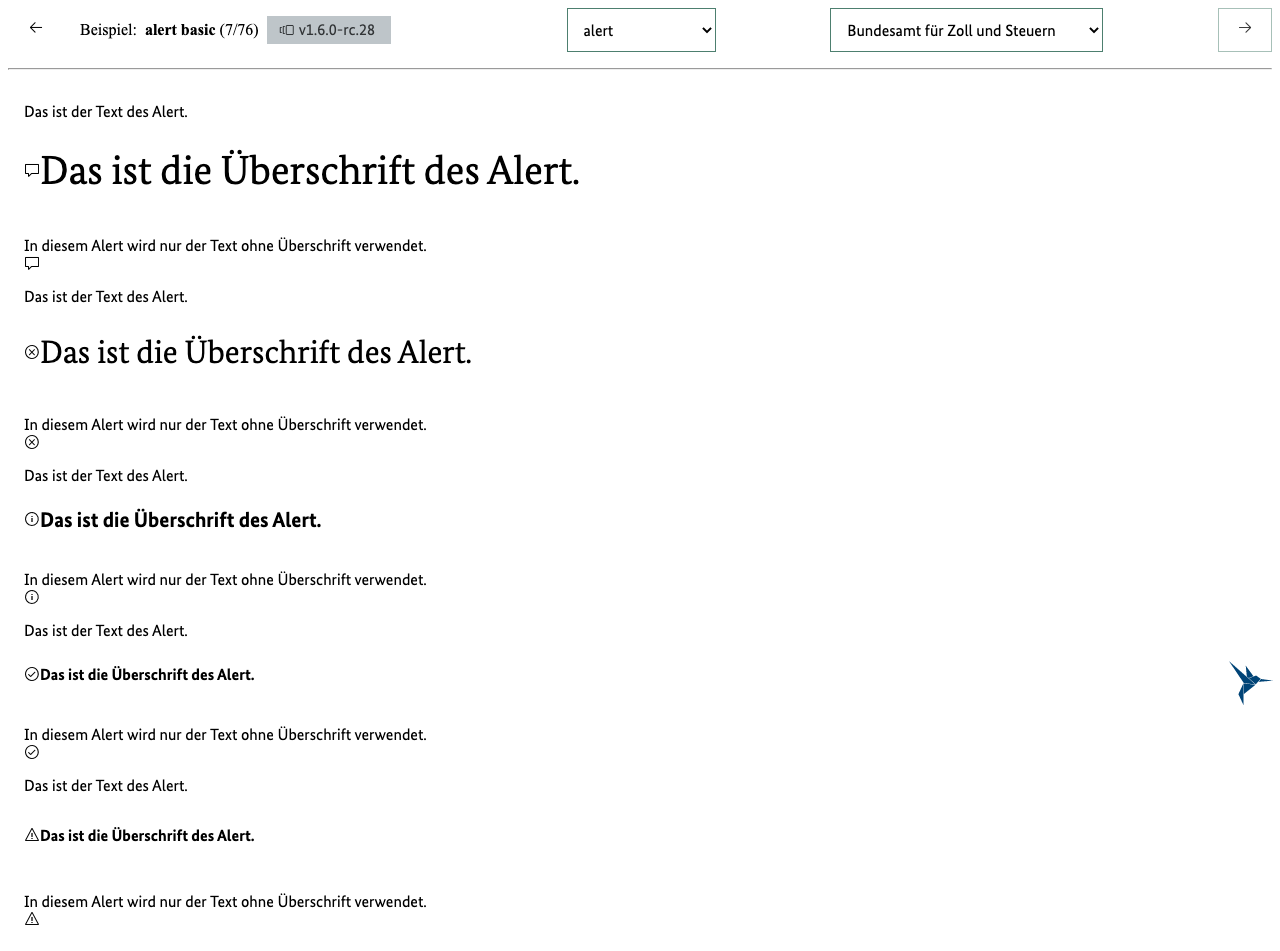 Beispiel: alert basic (7/76) v1.6.0-rc.28 alert Bundesamt für Zoll und Steuern
Das ist der Text des Alert.
Das ist die Überschrift des Alert.
In diesem Alert wird nur der Text ohne Überschrift verwendet.
Das ist der Text des Alert.
Das ist die Überschrift des Alert.
In diesem Alert wird nur der Text ohne Überschrift verwendet.
Das ist der Text des Alert.
Das ist die Überschrift des Alert.
In diesem Alert wird nur der Text ohne Überschrift verwendet.
Das ist der Text des Alert.
Das ist die Überschrift des Alert.
In diesem Alert wird nur der Text ohne Überschrift verwendet.
Das ist der Text des Alert.
Das ist die Überschrift des Alert.
In diesem Alert wird nur der Text ohne Überschrift verwendet.